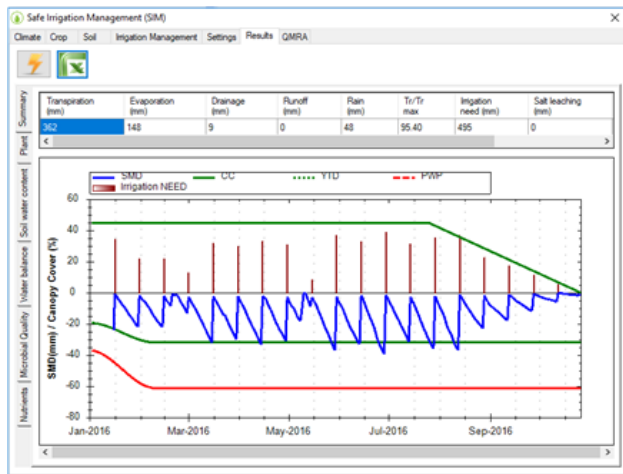 Safe Irrigation Management (SIM)
Climate Crop Soil Irrigation Management Settings Results QMRA
Transpiration (mm) Evaporation (mm) Drainage (mm) Runoff (mm) Rain (mm) Tr/Tr max Irrigation need (mm) Salt leaching (mm)
362 148 9 0 48 95.40 495 0
Summary
Plant
Soil water content
Water balance
Microbial Quality
Nutrients
SMD CC YTD PWP
Irrigation NEED
SMD(mm) / Canopy Cover (%)
60
40
20
0
-20
-40
-60
-80
Jan-2016 Mar-2016 May-2016 Jul-2016 Sep-2016